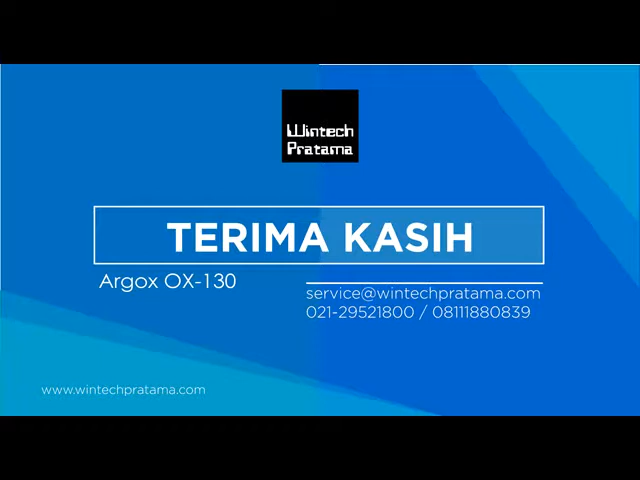 Wintech
Pratama
TERIMA KASIH
Argox OX-130
service@wintechpratama.com
021-29521800 / 08111880839
www.wintechpratama.com